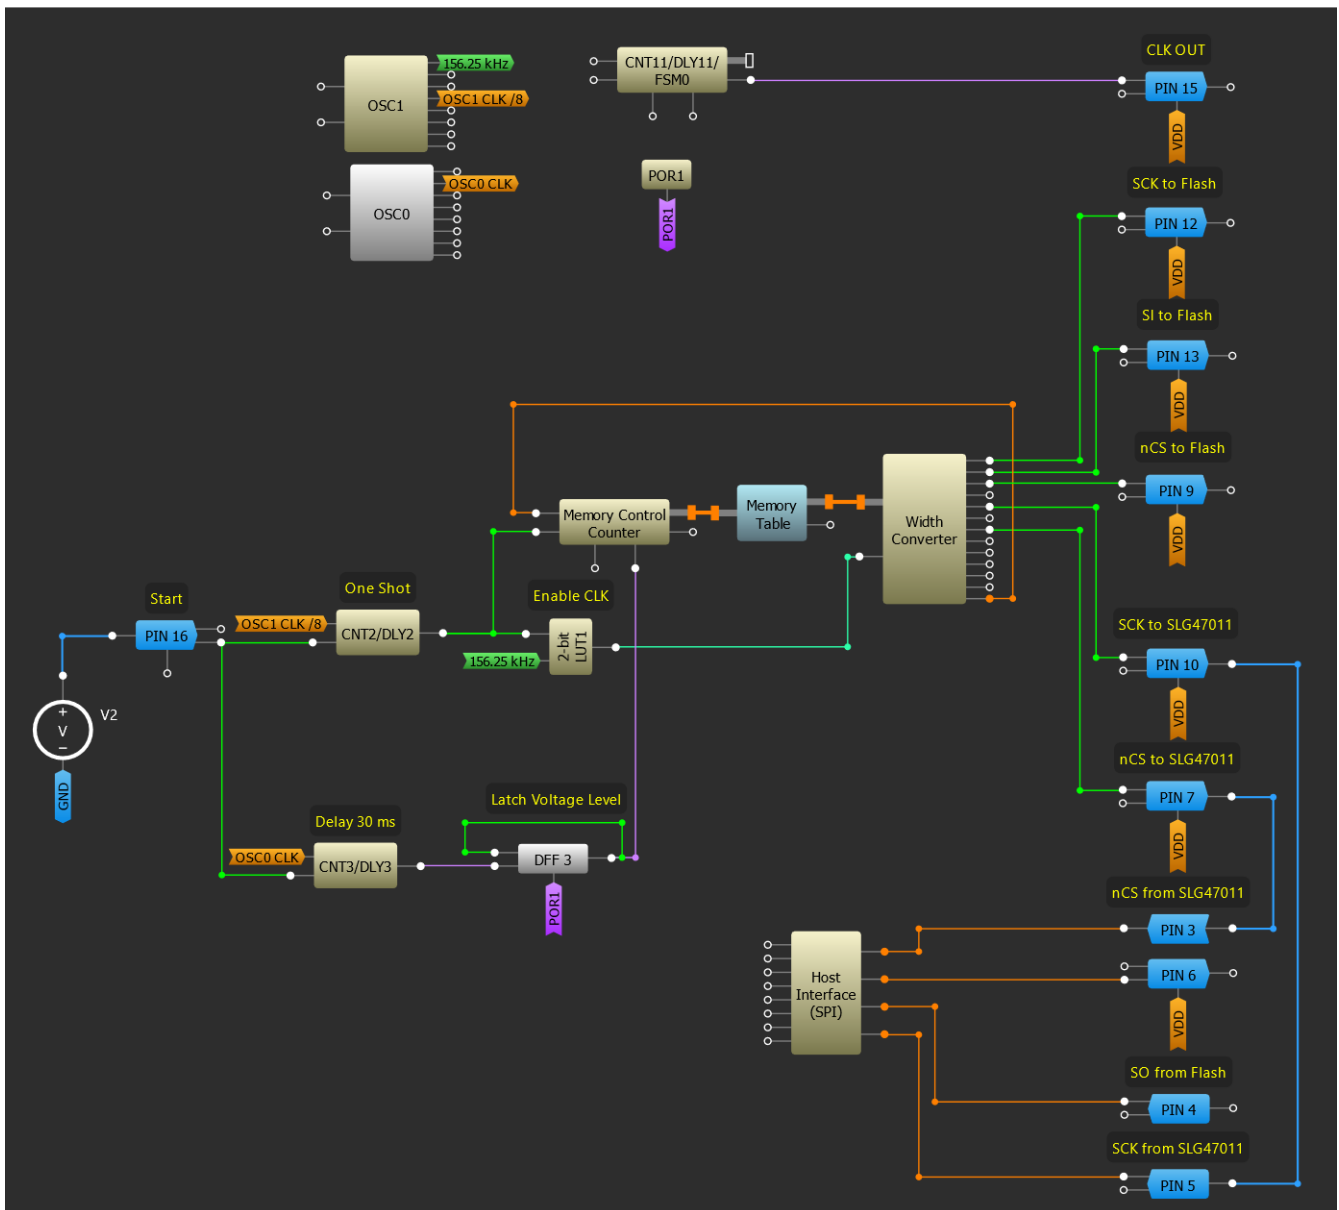 CLK OUT
156.25 kHz
CNT11/DLY11/
FSM0
PIN 15
OSC1
OSC1 CLK /8
VDD
POR1
SCK to Flash
OSC0 CLK
OSC0
POR1
PIN 12
VDD
SI to Flash
PIN 13
VDD
nCS to Flash
PIN 9
VDD
Memory Control
Counter
Memory
Table
Width
Converter
Start
One Shot
Enable CLK
PIN 16
OSC1 CLK /8
CNT2/DLY2
2-bit
LUT1
156.25 kHz
SCK to SLG47011
PIN 10
VDD
+
V
−
V2
GND
nCS to SLG47011
PIN 7
VDD
Latch Voltage Level
Delay 30 ms
OSC0 CLK
CNT3/DLY3
DFF 3
POR1
nCS from SLG47011
PIN 3
Host
Interface
(SPI)
PIN 6
VDD
SO from Flash
PIN 4
SCK from SLG47011
PIN 5